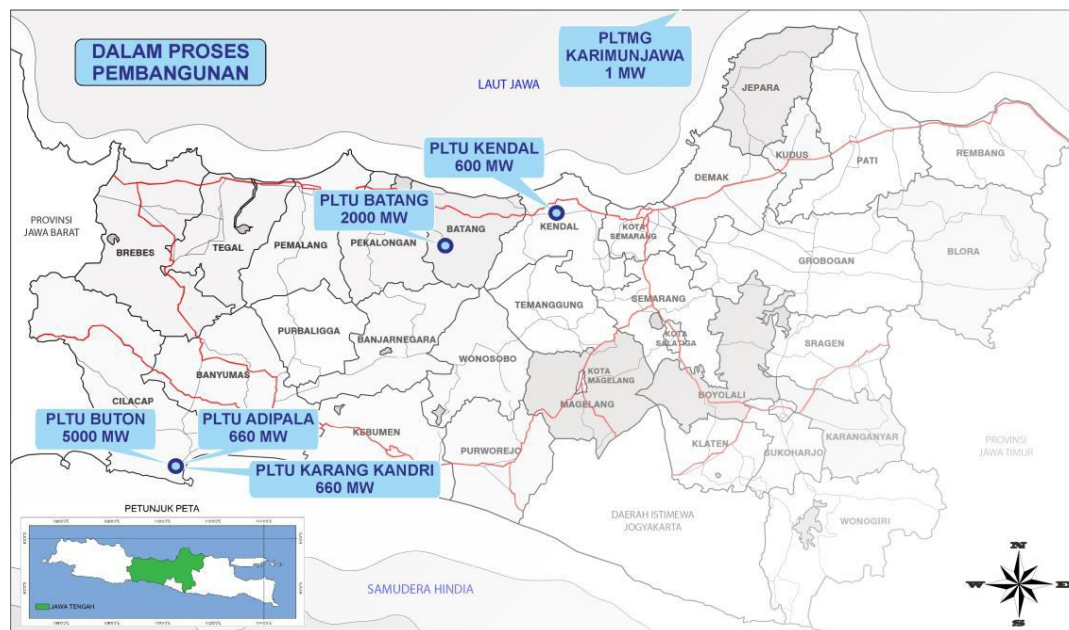 DALAM PROSES
PEMBANGUNAN
PLTMG
KARIMUNJAWA
1 MW
LAUT JAWA
JEPARA
PLTU KENDAL
600 MW
KUDUS
PATI
REMBANG
DEMAK
PLTU BATANG
2000 MW
PROVINSI
JAWA BARAT
BREBES
TEGAL
PEMALANG
PEKALONGAN
BATANG
KENDAL
KOTA
SEMARANG
GROBOGAN
BLORA
TEMANGGUNG
SEMARANG
PURBALIGGA
BANJARNEGARA
WONOSOBO
KOTA
SALATIGA
SRAGEN
BANYUMAS
KOTA
MAGELANG
MAGELANG
BOYOLALI
CILACAP
PLTU BUTON
5000 MW
PLTU ADIPALA
660 MW
KEBUMEN
PURWOREJO
KLATEN
SUKOHARJO
KARANGANYAR
PROVINSI
JAWA TIMUR
PLTU KARANG KANDRI
660 MW
DAERAH ISTIMEWA
JOGYAKARTA
WONOGIRI
PETUNJUK PETA
JAWA TENGAH
SAMUDERA HINDIA
N
W
E
S